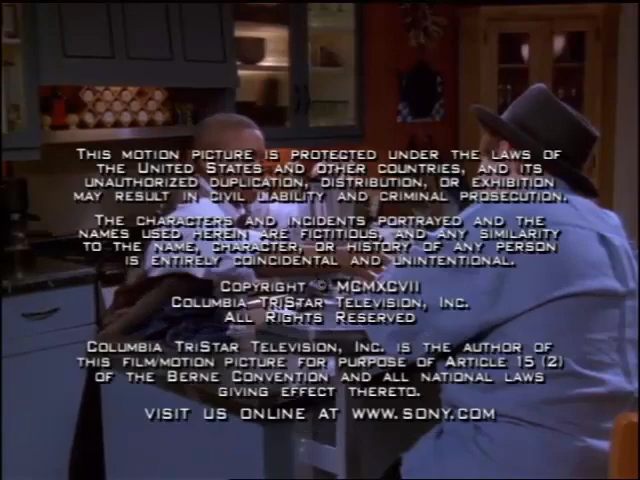 THIS MOTION PICTURE IS PROTECTED UNDER THE LAWS OF
THE UNITED STATES AND OTHER COUNTRIES, AND ITS
UNAUTHORIZED DUPLICATION, DISTRIBUTION, OR EXHIBITION
MAY RESULT IN CIVIL LIABILITY AND CRIMINAL PROSECUTION.
THE CHARACTERS AND INCIDENTS PORTRAYED AND THE
NAMES USED HEREIN ARE FICTITIOUS, AND ANY SIMILARITY
TO THE NAME, CHARACTER, OR HISTORY OF ANY PERSON
IS ENTIRELY COINCIDENTAL AND UNINTENTIONAL.
COPYRIGHT © MCMXCVII
COLUMBIA TRISTAR TELEVISION, INC.
ALL RIGHTS RESERVED
COLUMBIA TRISTAR TELEVISION, INC. IS THE AUTHOR OF
THIS FILM/MOTION PICTURE FOR PURPOSE OF ARTICLE 15 (2)
OF THE BERNE CONVENTION AND ALL NATIONAL LAWS
GIVING EFFECT THERETO.
VISIT US ONLINE AT WWW.SONY.COM